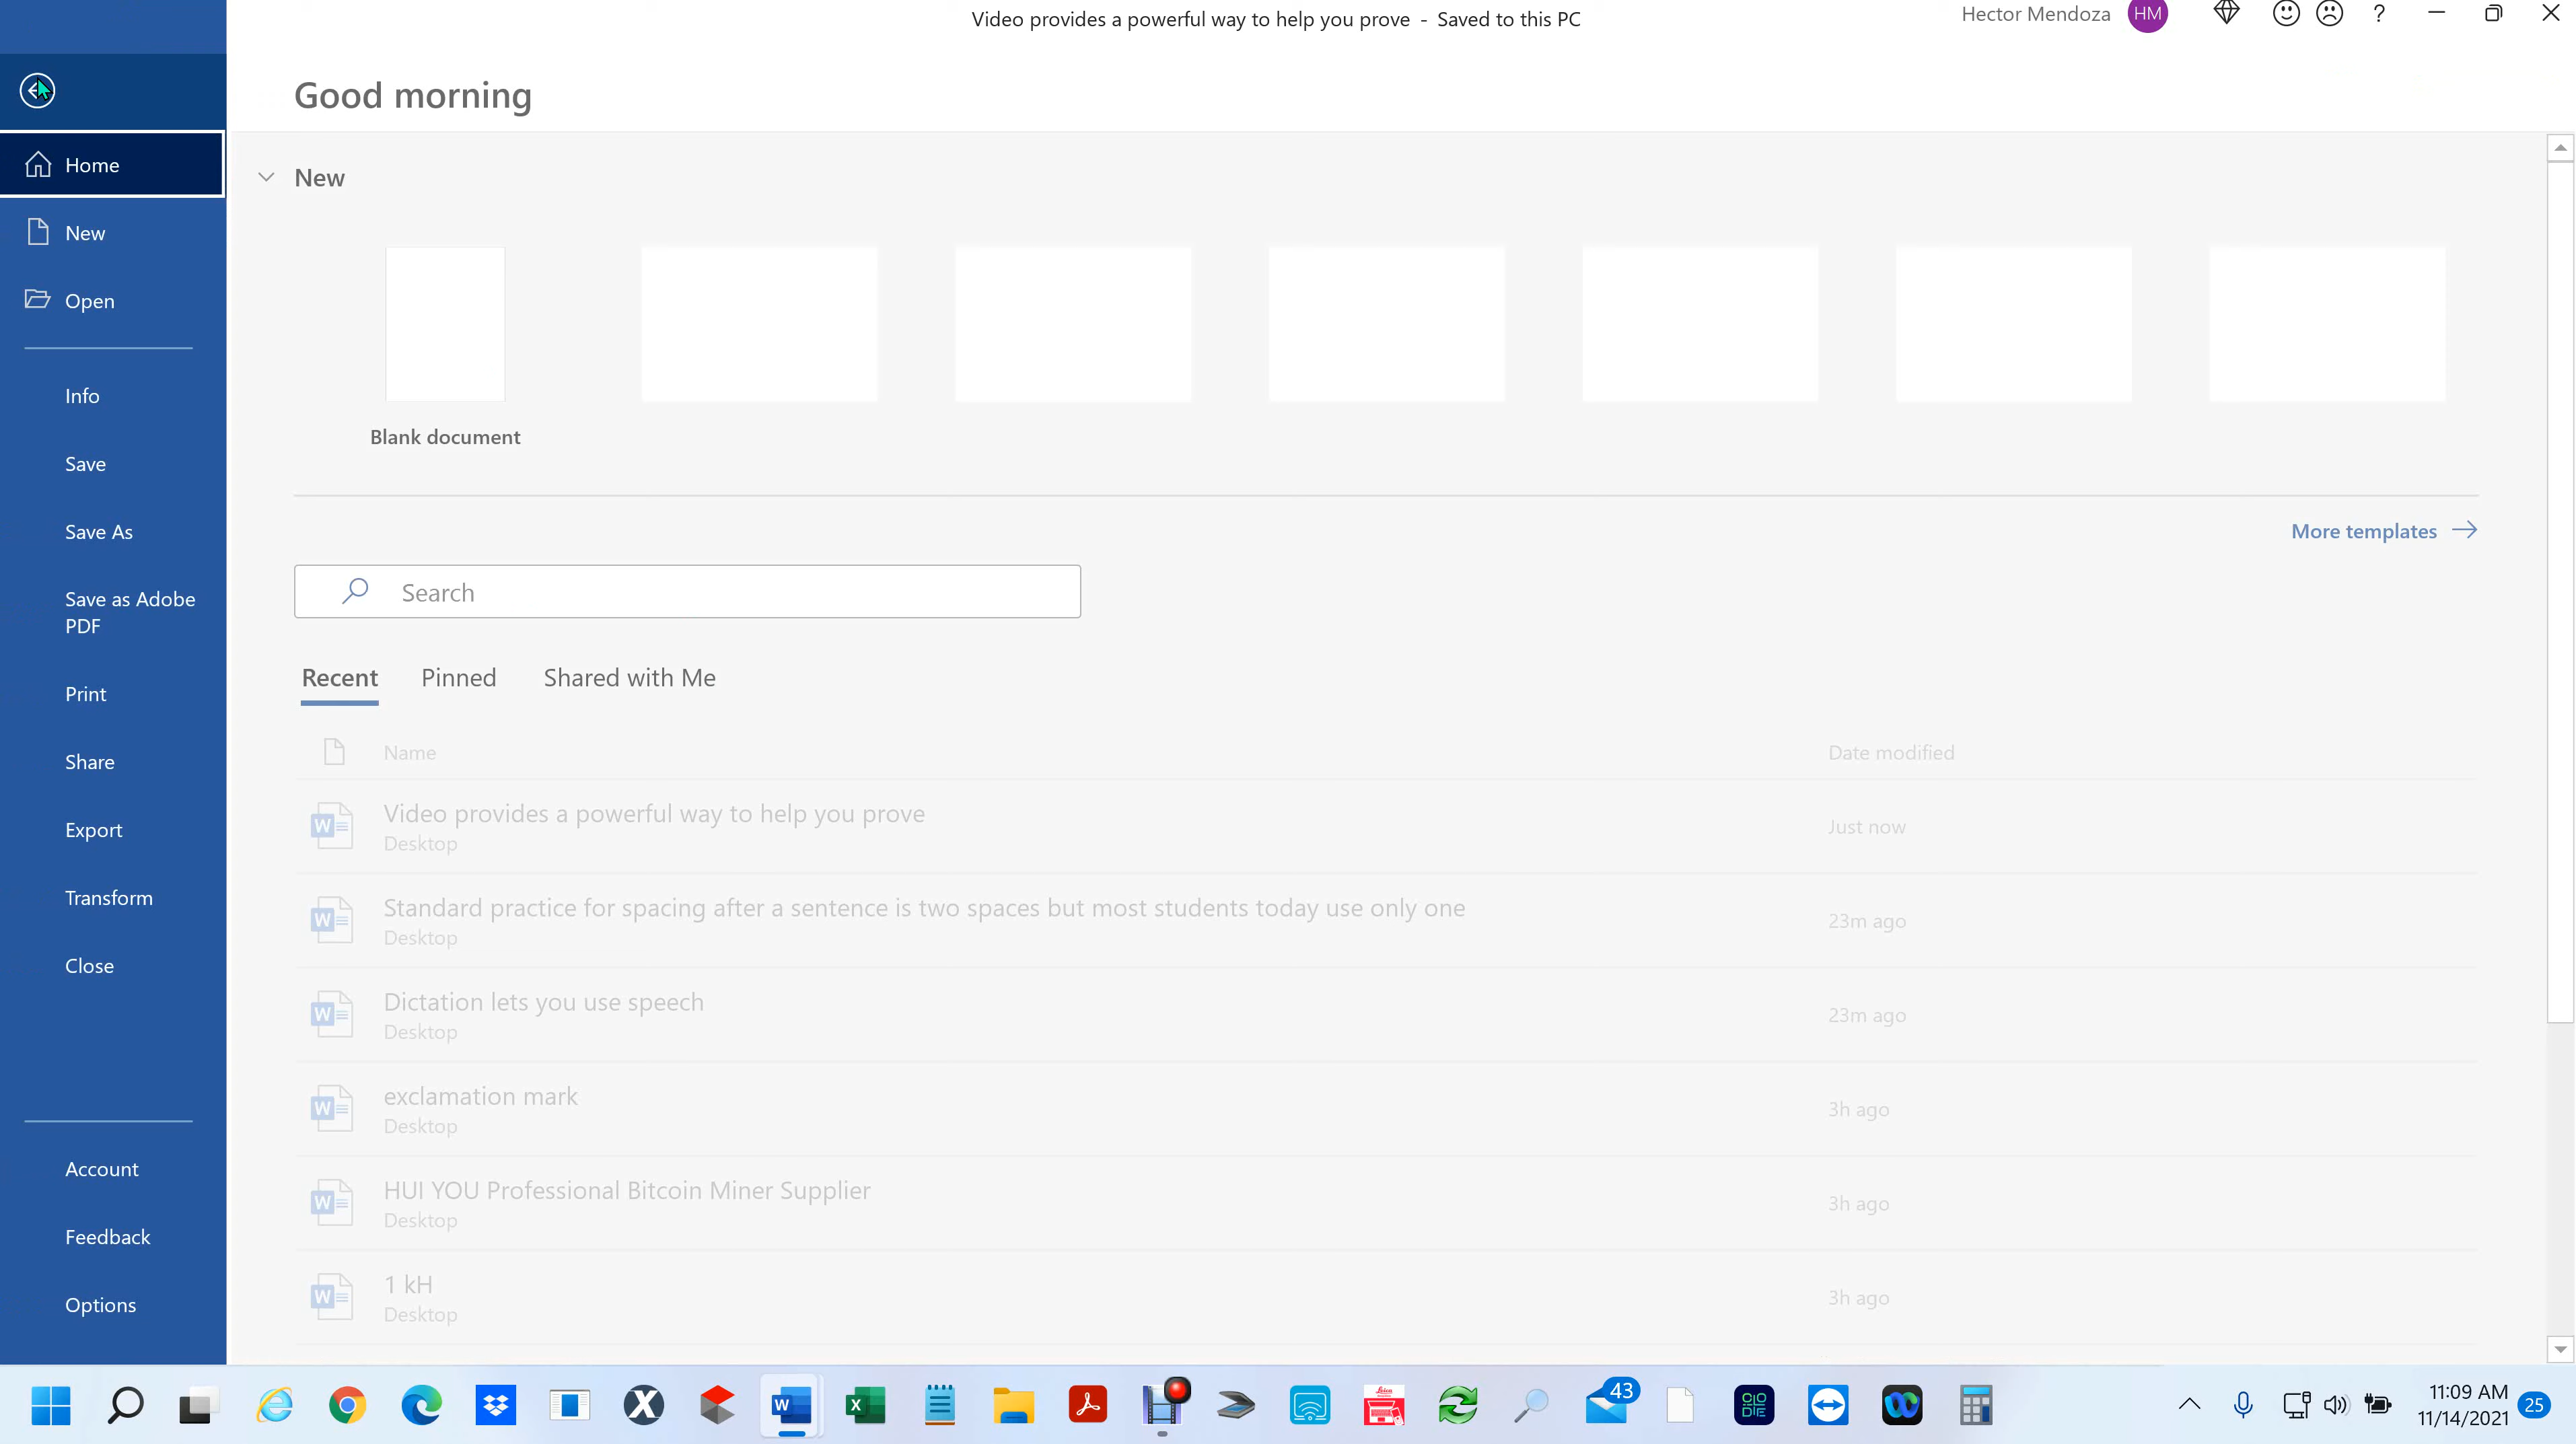 Video provides a powerful way to help you prove - Saved to this PC
Hector Mendoza HM ?
Good morning
Home
New
Open
Info
Save
Save As
Save as Adobe
PDF
Print
Share
Export
Transform
Close
Account
Feedback
Options
New
Blank document
More templates
Search
Recent Pinned Shared with Me
Name Date modified
Video provides a powerful way to help you prove Just now
Desktop
Standard practice for spacing after a sentence is two spaces but most students today use only one 23m ago
Desktop
Dictation lets you use speech 23m ago
Desktop
exclamation mark 3h ago
Desktop
HUI YOU Professional Bitcoin Miner Supplier 3h ago
Desktop
1 kH 3h ago
Desktop
W
X
Leica
43
CODE
11:09 AM
11/14/2021
25